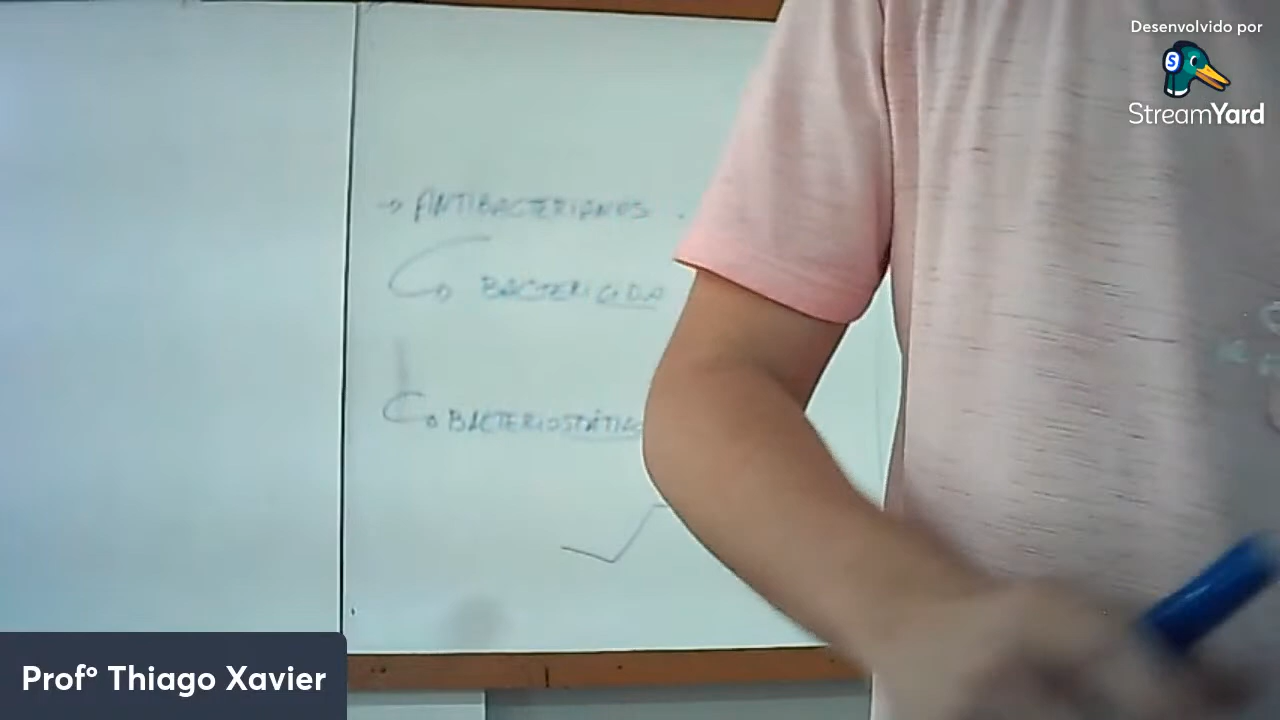 Desenvolvido por
StreamYard
→ ANTIBACTERIANOS
BACTERICIDA
BACTERIOSTÁTICO
Profº Thiago Xavier